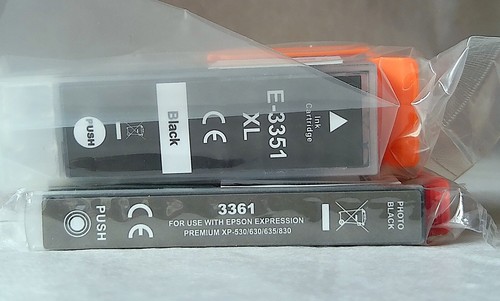 PUSH
Black
CE
E-3351
XL
Ink
Cartridge
PUSH
CE
3361
FOR USE WITH EPSON EXPRESSION
PREMIUM XP-530/630/635/830
PHOTO
BLACK